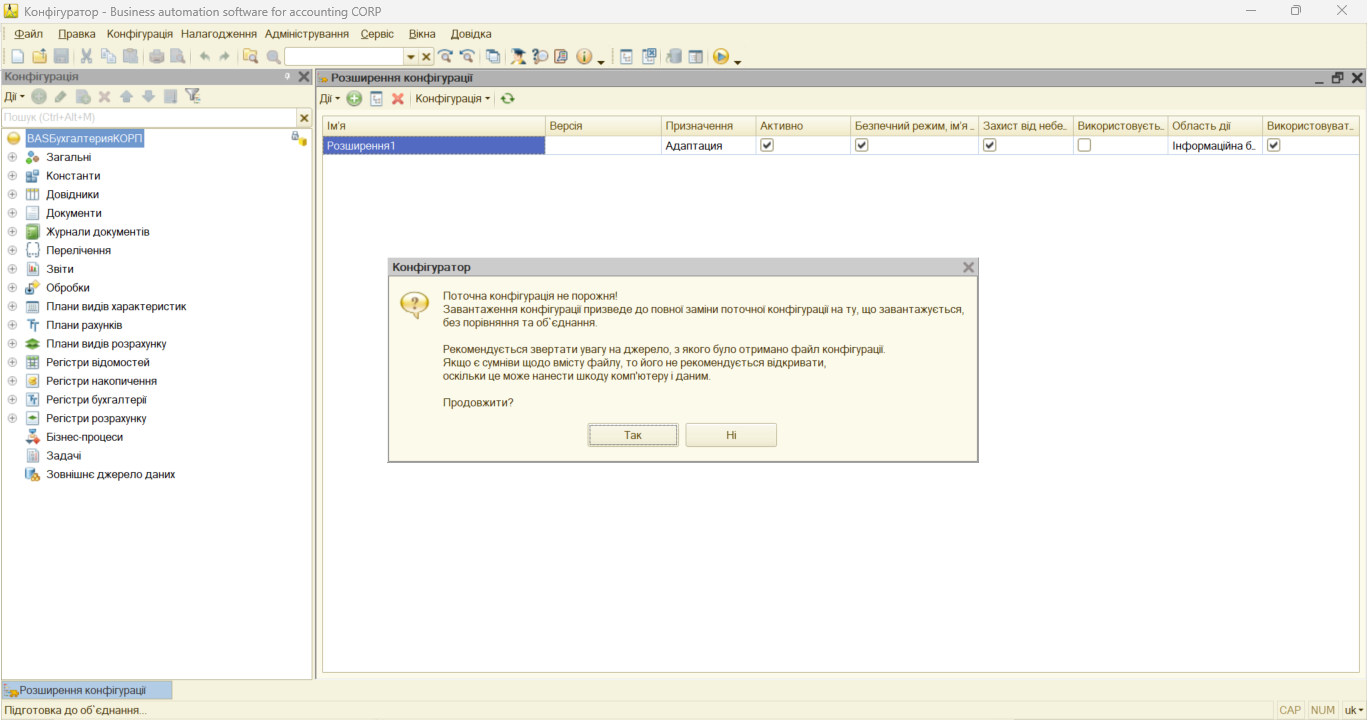 Конфігуратор - Business automation software for accounting CORP
Файл Правка Конфігурація Налагодження Адміністрування Сервіс Вікна Довідка
Конфігурація
Дії
Пошук (Ctrl+Alt+M)
BASБухгалтерияКОРП
Загальні
Константи
Довідники
Документи
Журнали документів
Перелічення
Звіти
Обробки
Плани видів характеристик
Плани рахунків
Плани видів розрахунку
Регістри відомостей
Регістри накопичення
Регістри бухгалтерії
Регістри розрахунку
Бізнес-процеси
Задачі
Зовнішнє джерело даних
Розширення конфігурації
Дії Конфігурація
Ім'я Версія Призначення Активно Безпечний режим, ім'я .. Захист від небе.. Використовуєть.. Область дії Використовуват..
Розширення1 Адаптация Інформаційна б..
Конфігуратор
Поточна конфігурація не порожня!
Завантаження конфігурації призведе до повної заміни поточної конфігурації на ту, що завантажується,
без порівняння та об`єднання.
Рекомендується звертати увагу на джерело, з якого було отримано файл конфігурації.
Якщо є сумніви щодо вмісту файлу, то його не рекомендується відкривати,
оскільки це може нанести шкоду комп'ютеру і даним.
Продовжити?
Так Ні
Розширення конфігурації
Підготовка до об`єднання...
CAP NUM uk